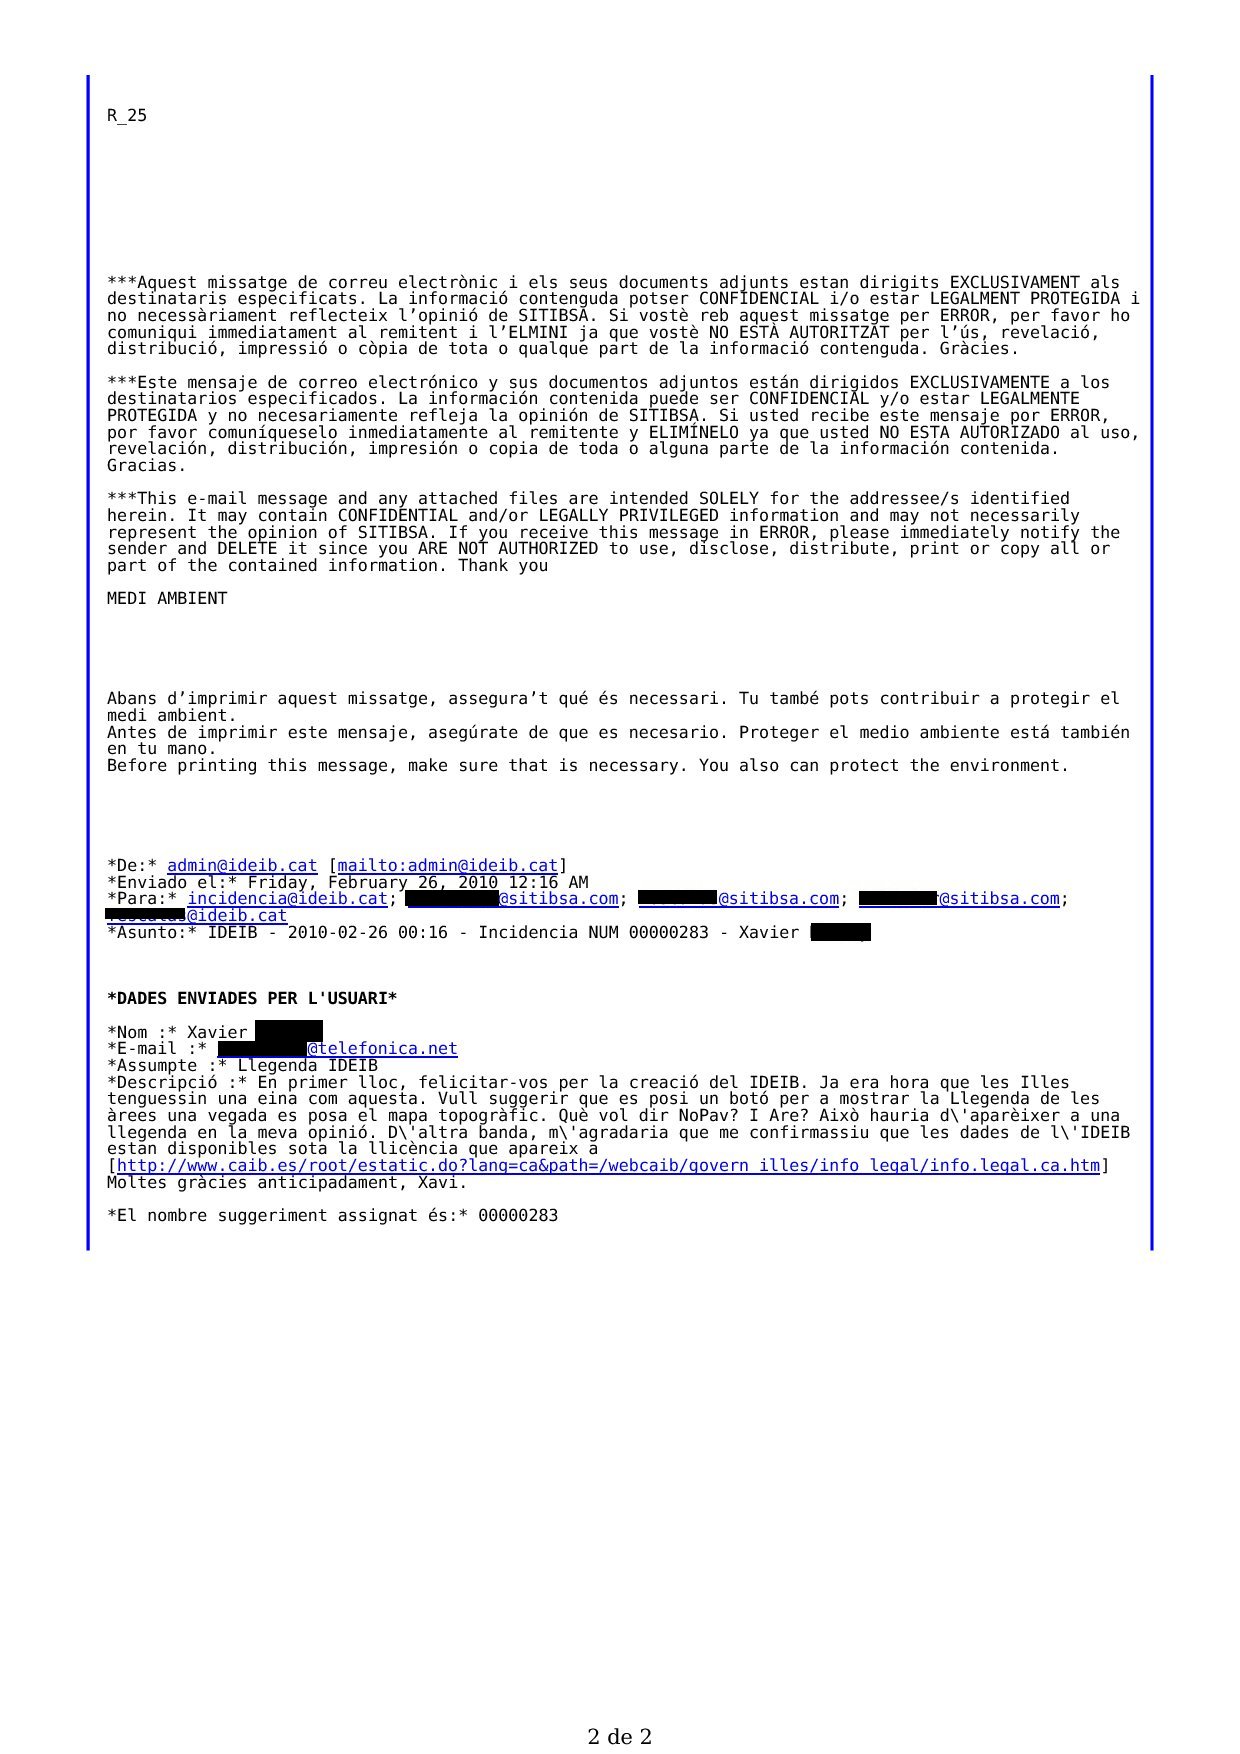 R_25
***Aquest missatge de correu electrònic i els seus documents adjunts estan dirigits EXCLUSIVAMENT als
destinataris especificats. La informació contenguda potser CONFIDENCIAL i/o estar LEGALMENT PROTEGIDA i
no necessàriament reflecteix l’opinió de SITIBSA. Si vostè reb aquest missatge per ERROR, per favor ho
comuniqui immediatament al remitent i l’ELMINI ja que vostè NO ESTÀ AUTORITZAT per l’ús, revelació,
distribució, impressió o còpia de tota o qualque part de la informació contenguda. Gràcies.
***Este mensaje de correo electrónico y sus documentos adjuntos están dirigidos EXCLUSIVAMENTE a los
destinatarios especificados. La información contenida puede ser CONFIDENCIAL y/o estar LEGALMENTE
PROTEGIDA y no necesariamente refleja la opinión de SITIBSA. Si usted recibe este mensaje por ERROR,
por favor comuníqueselo inmediatamente al remitente y ELIMÍNELO ya que usted NO ESTA AUTORIZADO al uso,
revelación, distribución, impresión o copia de toda o alguna parte de la información contenida.
Gracias.
***This e-mail message and any attached files are intended SOLELY for the addressee/s identified
herein. It may contain CONFIDENTIAL and/or LEGALLY PRIVILEGED information and may not necessarily
represent the opinion of SITIBSA. If you receive this message in ERROR, please immediately notify the
sender and DELETE it since you ARE NOT AUTHORIZED to use, disclose, distribute, print or copy all or
part of the contained information. Thank you
MEDI AMBIENT
Abans d’imprimir aquest missatge, assegura’t qué és necessari. Tu també pots contribuir a protegir el
medi ambient.
Antes de imprimir este mensaje, asegúrate de que es necesario. Proteger el medio ambiente está también
en tu mano.
Before printing this message, make sure that is necessary. You also can protect the environment.
*De:* admin@ideib.cat [mailto:admin@ideib.cat]
*Enviado el:* Friday, February 26, 2010 12:16 AM
*Para:* incidencia@ideib.cat; @sitibsa.com; @sitibsa.com; @sitibsa.com;
@ideib.cat
*Asunto:* IDEIB - 2010-02-26 00:16 - Incidencia NUM 00000283 - Xavier
*DADES ENVIADES PER L'USUARI*
*Nom :* Xavier
*E-mail :* @telefonica.net
*Assumpte :* Llegenda IDEIB
*Descripció :* En primer lloc, felicitar-vos per la creació del IDEIB. Ja era hora que les Illes
tenguessin una eina com aquesta. Vull suggerir que es posi un botó per a mostrar la Llegenda de les
àrees una vegada es posa el mapa topogràfic. Què vol dir NoPav? I Are? Això hauria d\'aparèixer a una
llegenda en la meva opinió. D\'altra banda, m\'agradaria que me confirmassiu que les dades de l\'IDEIB
estan disponibles sota la llicència que apareix a
[http://www.caib.es/root/estatic.do?lang=ca&path=/webcaib/govern_illes/info_legal/info.legal.ca.htm]
Moltes gràcies anticipadament, Xavi.
*El nombre suggeriment assignat és:* 00000283
2 de 2